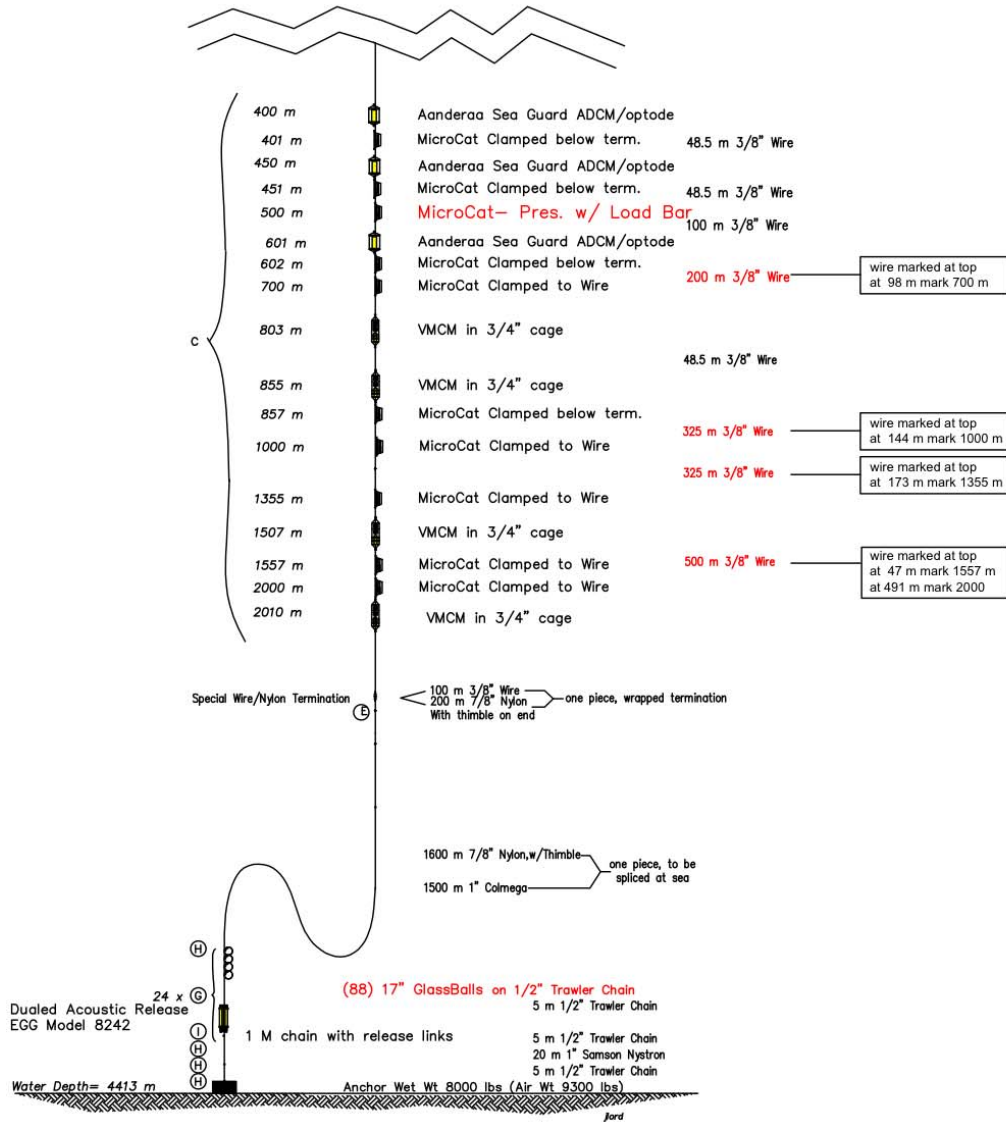 400 m Aanderaa Sea Guard ADCM/optode
401 m MicroCat Clamped below term. 48.5 m 3/8" Wire
450 m Aanderaa Sea Guard ADCM/optode
451 m MicroCat Clamped below term. 48.5 m 3/8" Wire
500 m MicroCat– Pres. w/ Load Bar
100 m 3/8" Wire
601 m Aanderaa Sea Guard ADCM/optode
602 m MicroCat Clamped below term.
200 m 3/8" Wire
wire marked at top
at 98 m mark 700 m
700 m MicroCat Clamped to Wire
803 m VMCM in 3/4" cage
C
48.5 m 3/8" Wire
855 m VMCM in 3/4" cage
857 m MicroCat Clamped below term.
325 m 3/8" Wire
wire marked at top
at 144 m mark 1000 m
1000 m MicroCat Clamped to Wire
325 m 3/8" Wire
wire marked at top
at 173 m mark 1355 m
1355 m MicroCat Clamped to Wire
1507 m VMCM in 3/4" cage
1557 m MicroCat Clamped to Wire
500 m 3/8" Wire
wire marked at top
at 47 m mark 1557 m
at 491 m mark 2000
2000 m MicroCat Clamped to Wire
2010 m VMCM in 3/4" cage
Special Wire/Nylon Termination
E
100 m 3/8" Wire
200 m 7/8" Nylon
With thimble on end
one piece, wrapped termination
1600 m 7/8" Nylon,w/Thimble
1500 m 1" Colmega
one piece, to be
spliced at sea
H
24 x G
(88) 17" GlassBalls on 1/2" Trawler Chain
5 m 1/2" Trawler Chain
Dualed Acoustic Release
EGG Model 8242
I
1 M chain with release links
5 m 1/2" Trawler Chain
H
20 m 1" Samson Nystron
H
5 m 1/2" Trawler Chain
H
Water Depth= 4413 m
Anchor Wet Wt 8000 lbs (Air Wt 9300 lbs)
jlord